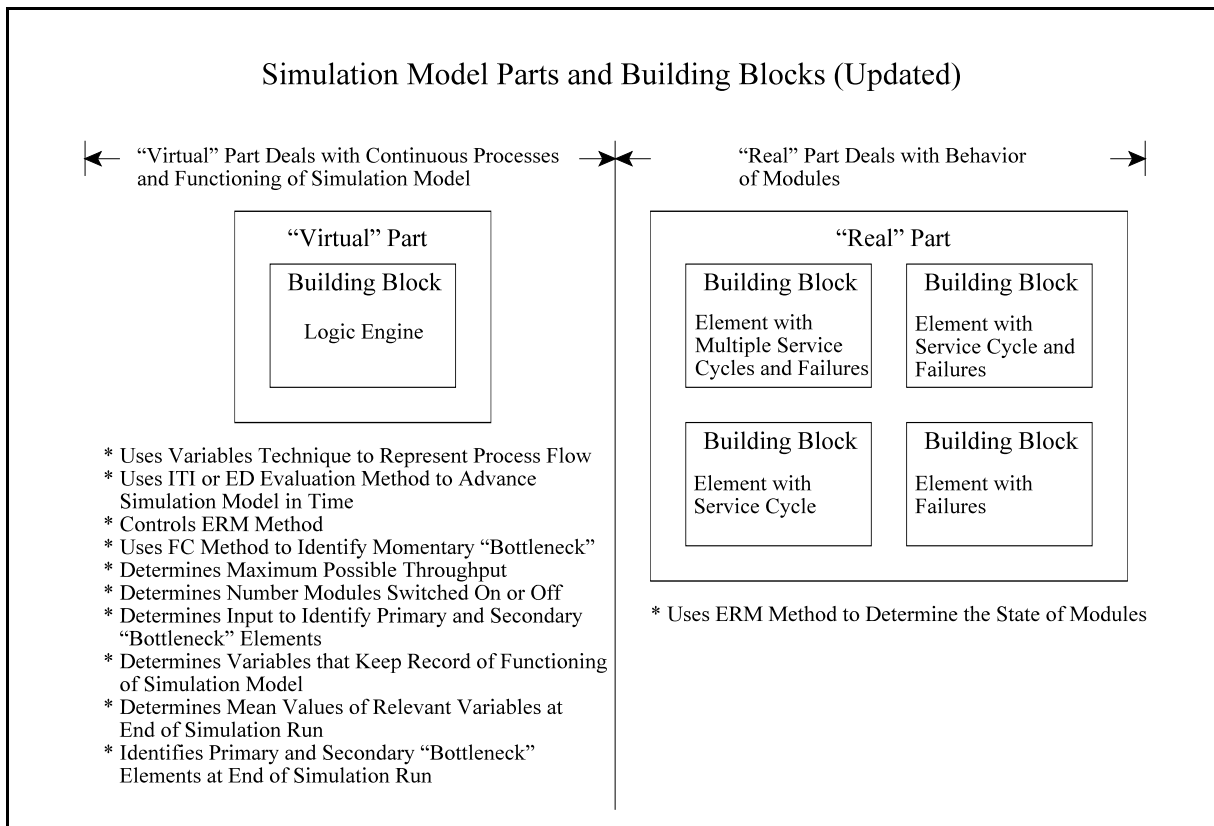 Simulation Model Parts and Building Blocks (Updated)
“Virtual” Part Deals with Continuous Processes
and Functioning of Simulation Model
“Virtual” Part
Building Block
Logic Engine
* Uses Variables Technique to Represent Process Flow
* Uses ITI or ED Evaluation Method to Advance
Simulation Model in Time
* Controls ERM Method
* Uses FC Method to Identify Momentary “Bottleneck”
* Determines Maximum Possible Throughput
* Determines Number Modules Switched On or Off
* Determines Input to Identify Primary and Secondary
“Bottleneck” Elements
* Determines Variables that Keep Record of Functioning
of Simulation Model
* Determines Mean Values of Relevant Variables at
End of Simulation Run
* Identifies Primary and Secondary “Bottleneck”
Elements at End of Simulation Run
“Real” Part Deals with Behavior
of Modules
“Real” Part
Building Block
Element with
Multiple Service
Cycles and Failures
Building Block
Element with
Service Cycle and
Failures
Building Block
Element with
Service Cycle
Building Block
Element with
Failures
* Uses ERM Method to Determine the State of Modules